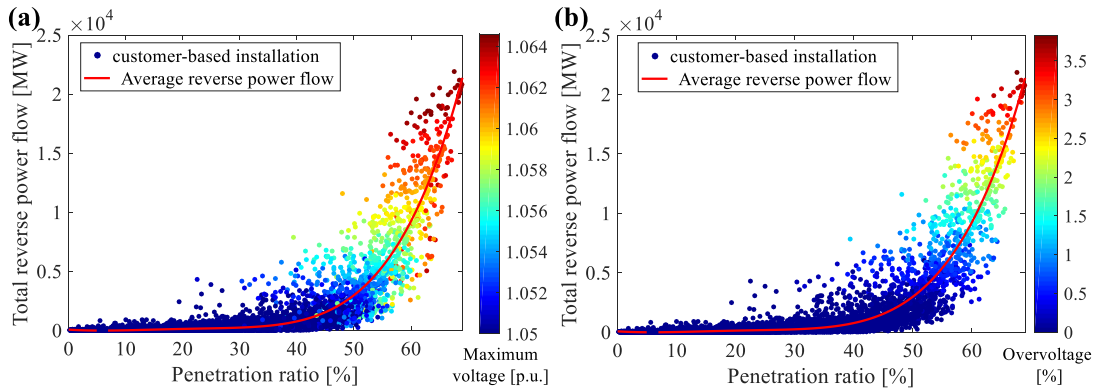 (a)
×10⁴
2.5
2
1.5
1
0.5
0
Total reverse power flow [MW]
customer-based installation
Average reverse power flow
0 10 20 30 40 50 60
Penetration ratio [%]
1.064
1.062
1.06
1.058
1.056
1.054
1.052
1.05
Maximum
voltage [p.u.]
(b)
×10⁴
2.5
2
1.5
1
0.5
0
Total reverse power flow [MW]
customer-based installation
Average reverse power flow
0 10 20 30 40 50 60
Penetration ratio [%]
3.5
3
2.5
2
1.5
1
0.5
0
Overvoltage
[%]